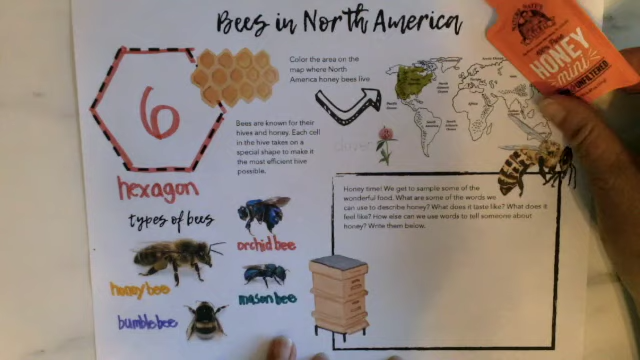 Bees in North America
6
hexagon
Color the area on the
map where North
America honey bees live
Bees are known for their
hives and honey. Each cell
in the hive takes on a
special shape to make it
the most efficient hive
possible.
clover
types of bees
orchid bee
honey bee
mason bee
bumble bee
Honey time! We get to sample some of the
wonderful food. What are some of the words we
can use to describe honey? What does it taste like? What does it
feel like? How else can we use words to tell someone about
honey? Write them below.
HONEY
mint
UNFILTERED